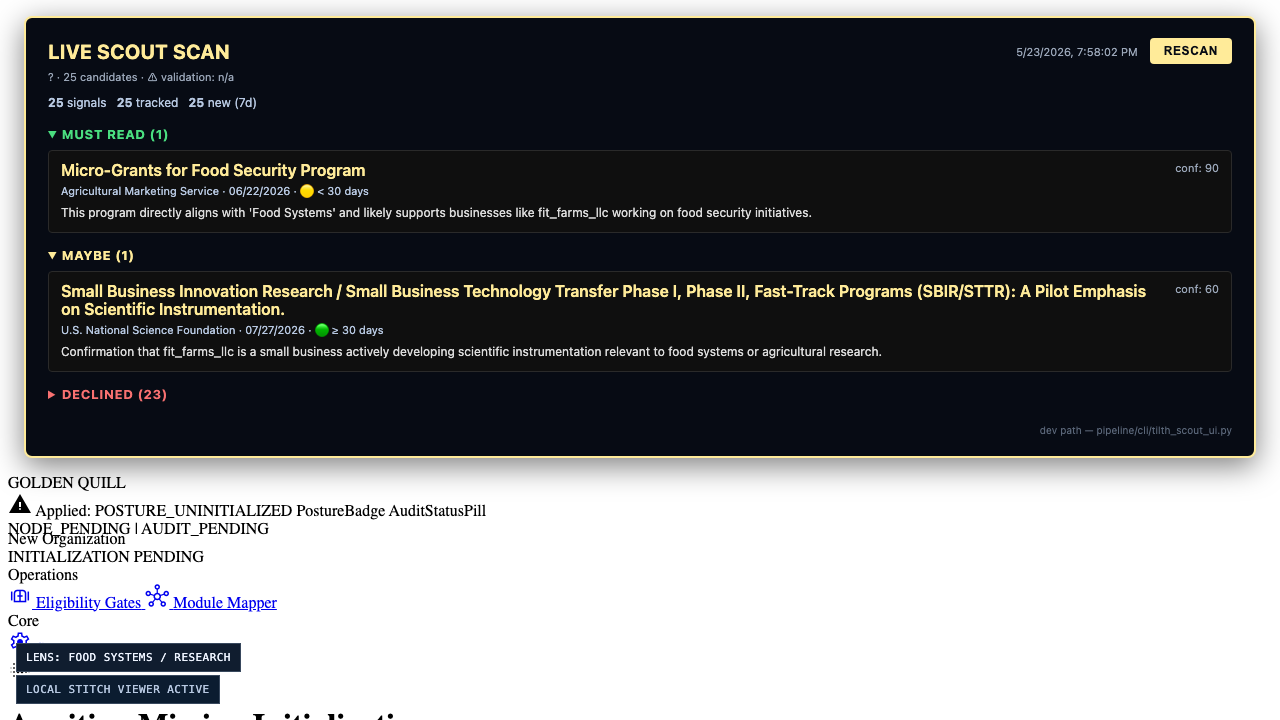 LIVE SCOUT SCAN
5/23/2026, 7:58:02 PM RESCAN
? · 25 candidates · ⚠ validation: n/a
25 signals 25 tracked 25 new (7d)
▼ MUST READ (1)
Micro-Grants for Food Security Program conf: 90
Agricultural Marketing Service · 06/22/2026 · 🟡 < 30 days
This program directly aligns with 'Food Systems' and likely supports businesses like fit_farms_llc working on food security initiatives.
▼ MAYBE (1)
Small Business Innovation Research / Small Business Technology Transfer Phase I, Phase II, Fast-Track Programs (SBIR/STTR): A Pilot Emphasis conf: 60
on Scientific Instrumentation.
U.S. National Science Foundation · 07/27/2026 · 🟢 ≥ 30 days
Confirmation that fit_farms_llc is a small business actively developing scientific instrumentation relevant to food systems or agricultural research.
▶ DECLINED (23)
dev path — pipeline/cli/tilth_scout_ui.py
GOLDEN QUILL
Applied: POSTURE_UNINITIALIZED PostureBadge AuditStatusPill
NODE_PENDING | AUDIT_PENDING
New Organization
INITIALIZATION PENDING
Operations
Eligibility Gates Module Mapper
Core
LENS: FOOD SYSTEMS / RESEARCH
LOCAL STITCH VIEWER ACTIVE